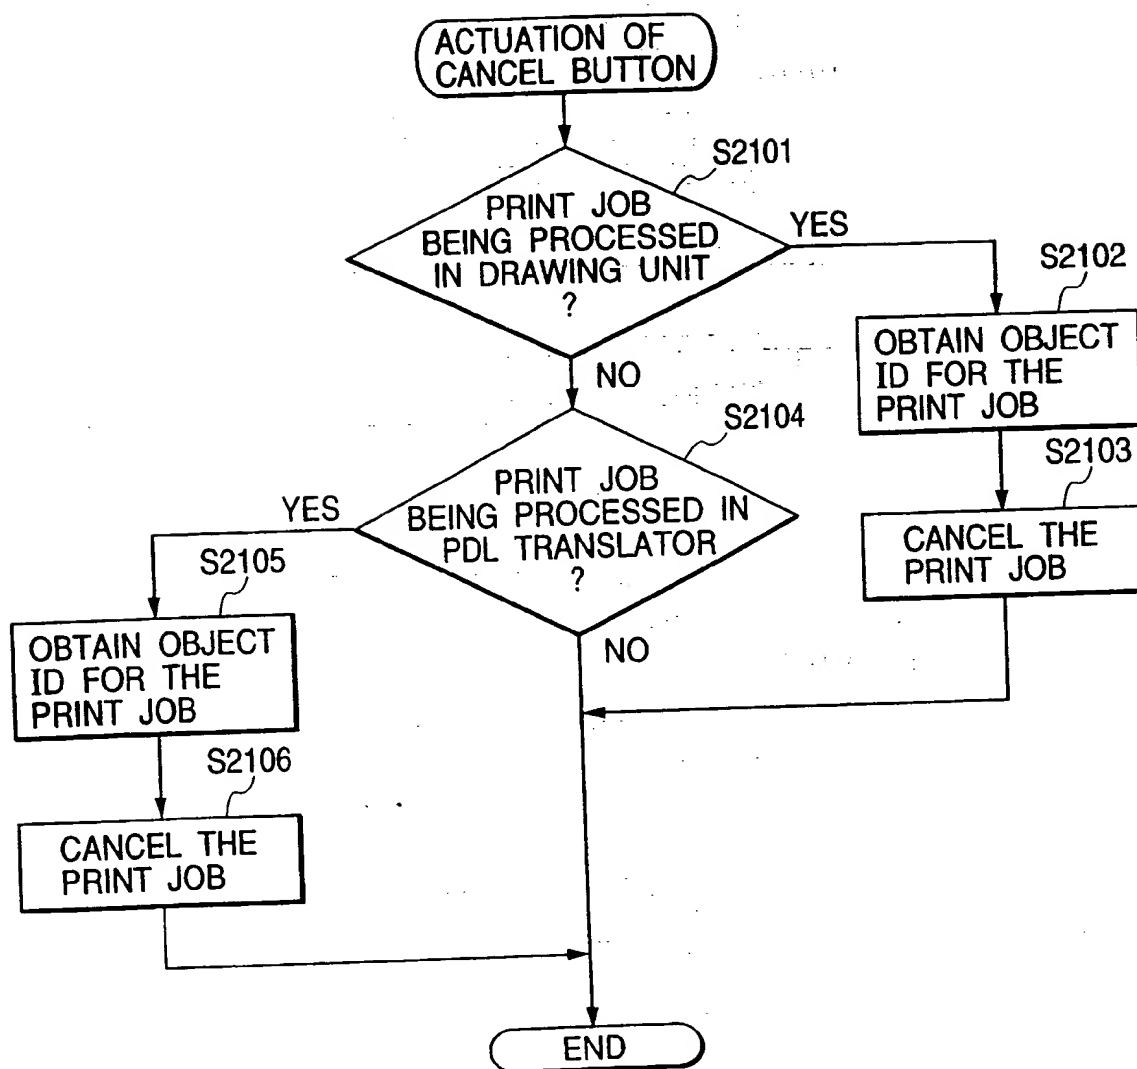 ACTUATION OF
CANCEL BUTTON
S2101
PRINT JOB
BEING PROCESSED
IN DRAWING UNIT
?
YES
S2102
OBTAIN OBJECT
ID FOR THE
PRINT JOB
NO
S2103
CANCEL THE
PRINT JOB
S2104
PRINT JOB
BEING PROCESSED IN
PDL TRANSLATOR
?
YES
S2105
OBTAIN OBJECT
ID FOR THE
PRINT JOB
NO
S2106
CANCEL THE
PRINT JOB
END